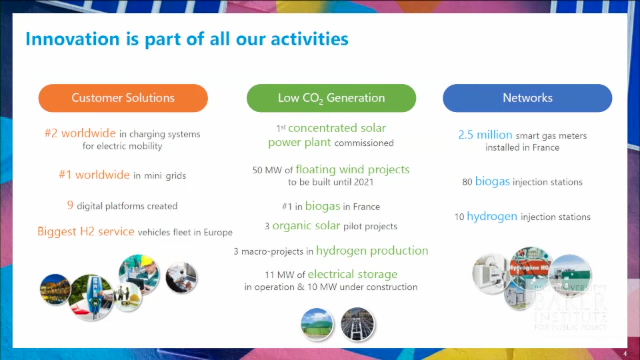 Innovation is part of all our activities
Customer Solutions
#2 worldwide in charging systems
for electric mobility
#1 worldwide in mini grids
9 digital platforms created
Biggest H2 service vehicles fleet in Europe
Low CO₂ Generation
1st concentrated solar
power plant commissioned
50 MW of floating wind projects
to be built until 2021
#1 in biogas in France
3 organic solar pilot projects
3 macro-projects in hydrogen production
11 MW of electrical storage
in operation & 10 MW under construction
Networks
2.5 million smart gas meters
installed in France
80 biogas injection stations
10 hydrogen injection stations
BAKER
INSTITUTE
FOR PUBLIC POLICY